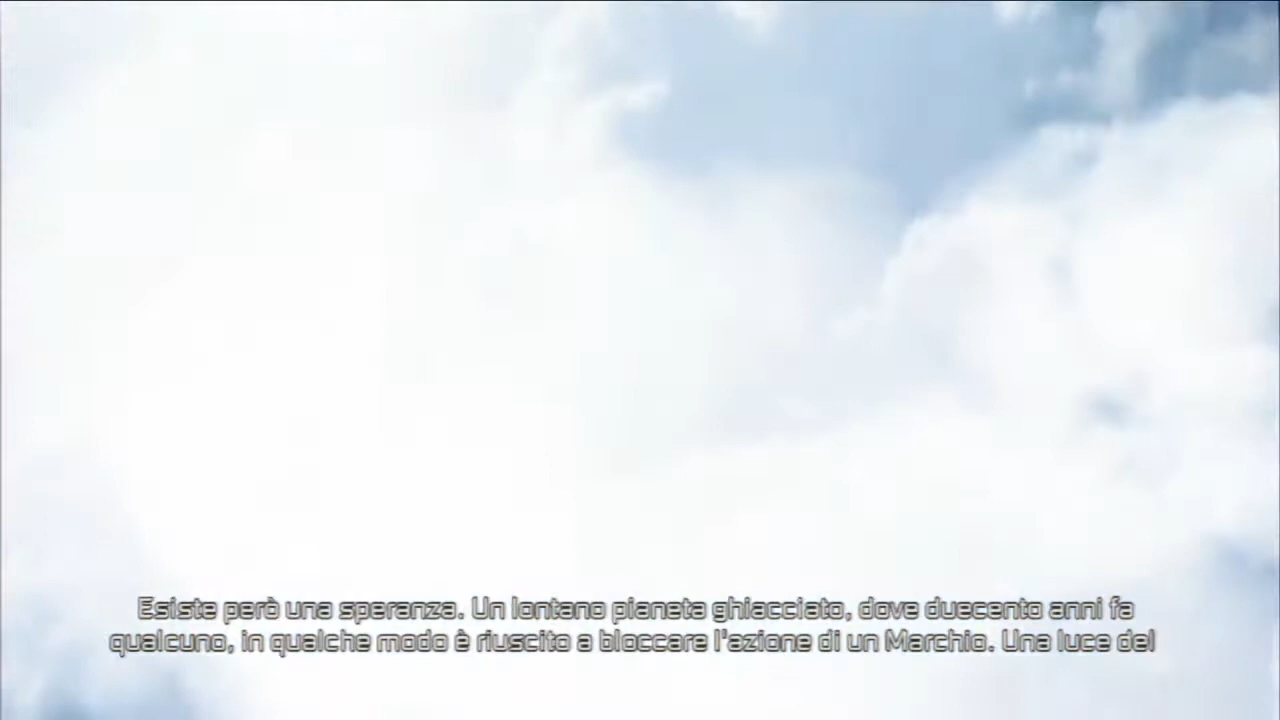 Esiste però una speranza. Un lontano pianeta ghiacciato, dove duecento anni fa
qualcuno, in qualche modo è riuscito a bloccare l'azione di un Marchio. Una luce del